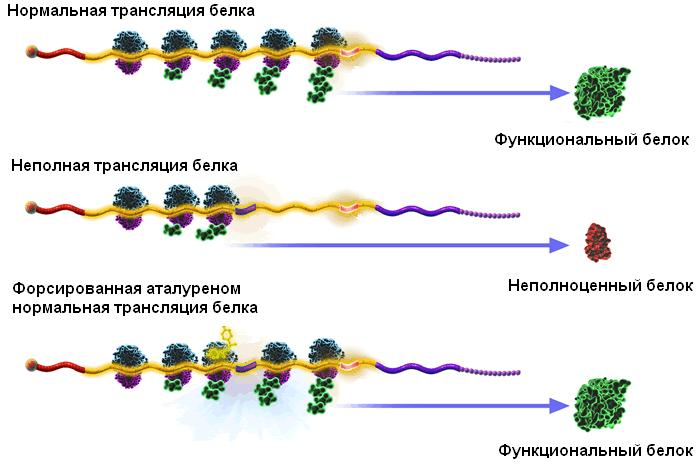 Нормальная трансляция белка
Функциональный белок
Неполная трансляция белка
Неполноценный белок
Форсированная аталуреном
нормальная трансляция белка
Функциональный белок